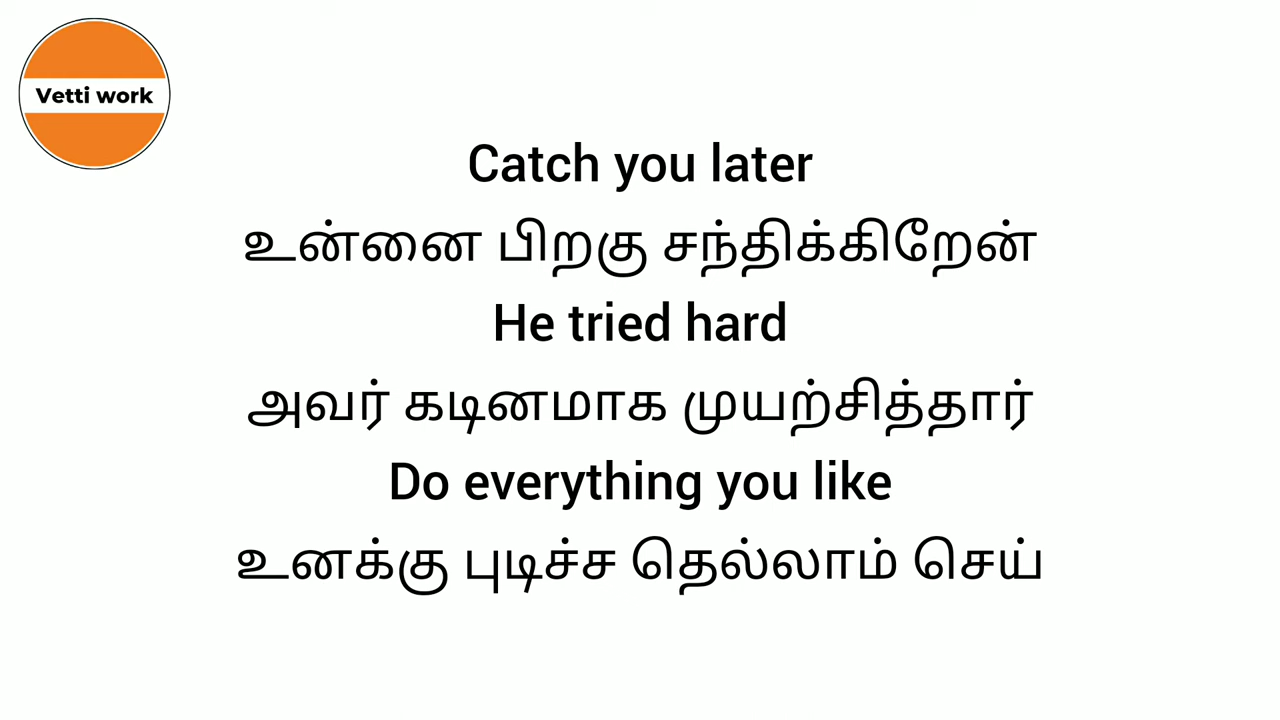 Vetti work
Catch you later
உன்னை பிறகு சந்திக்கிறேன்
He tried hard
அவர் கடினமாக முயற்சித்தார்
Do everything you like
உனக்கு புடிச்ச தெல்லாம் செய்